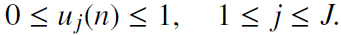 0 ≤ u_j(n) ≤ 1, 1 ≤ j ≤ J.